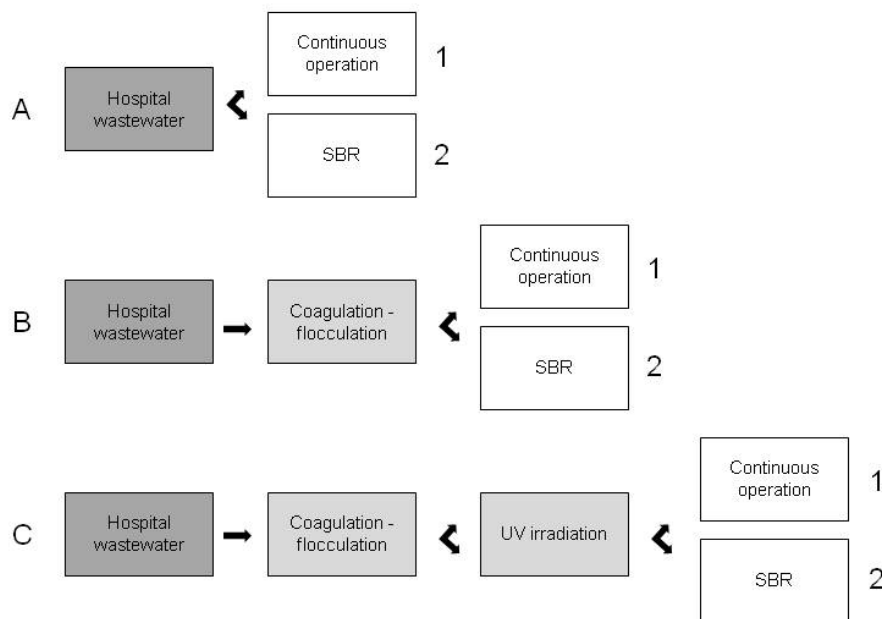 A
Hospital
wastewater
Continuous
operation
1
SBR
2
B
Hospital
wastewater
Coagulation -
flocculation
Continuous
operation
1
SBR
2
C
Hospital
wastewater
Coagulation -
flocculation
UV irradiation
Continuous
operation
1
SBR
2